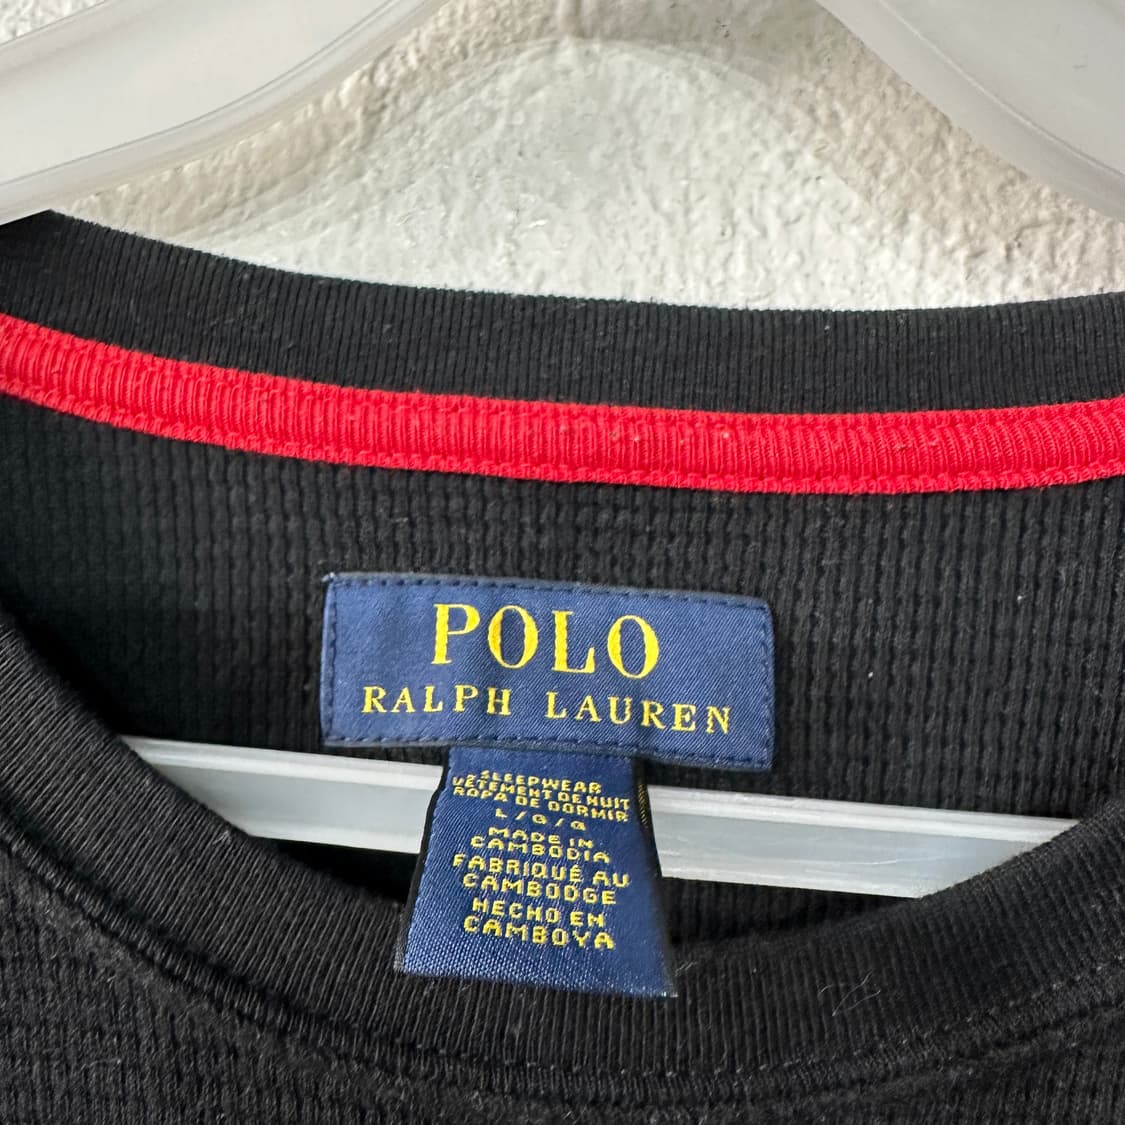 POLO
RALPH LAUREN
SLEEPWEAR
VÊTEMENT DE NUIT
ROPA DE DORMIR
L/G/G
MADE IN
CAMBODIA
FABRIQUÉ AU
CAMBODGE
HECHO EN
CAMBOYA